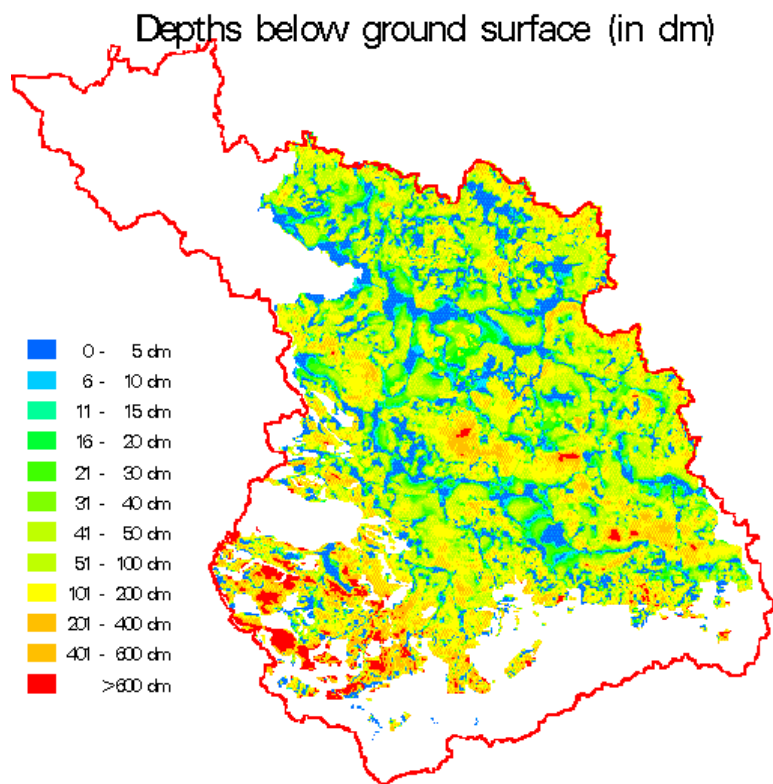 Depths below ground surface (in dm)
0 - 5 dm
6 - 10 dm
11 - 15 dm
16 - 20 dm
21 - 30 dm
31 - 40 dm
41 - 50 dm
51 - 100 dm
101 - 200 dm
201 - 400 dm
401 - 600 dm
>600 dm